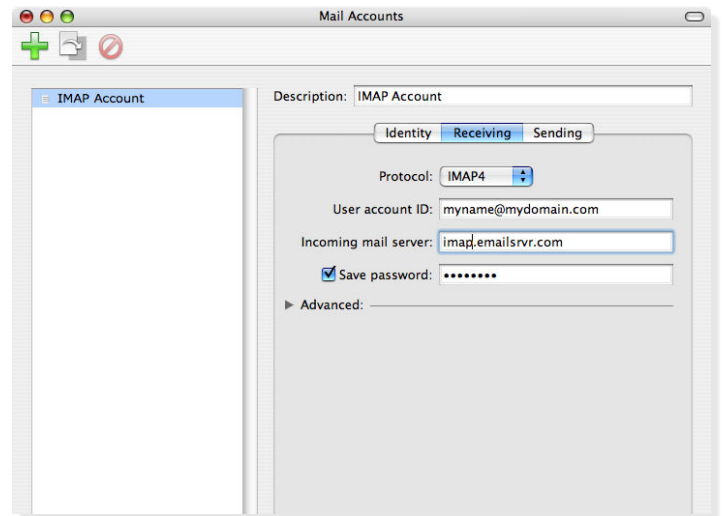 Mail Accounts
IMAP Account
Description: IMAP Account
Identity Receiving Sending
Protocol: IMAP4
User account ID: myname@mydomain.com
Incoming mail server: imap.emailsrvr.com
Save password: ••••••••
Advanced: